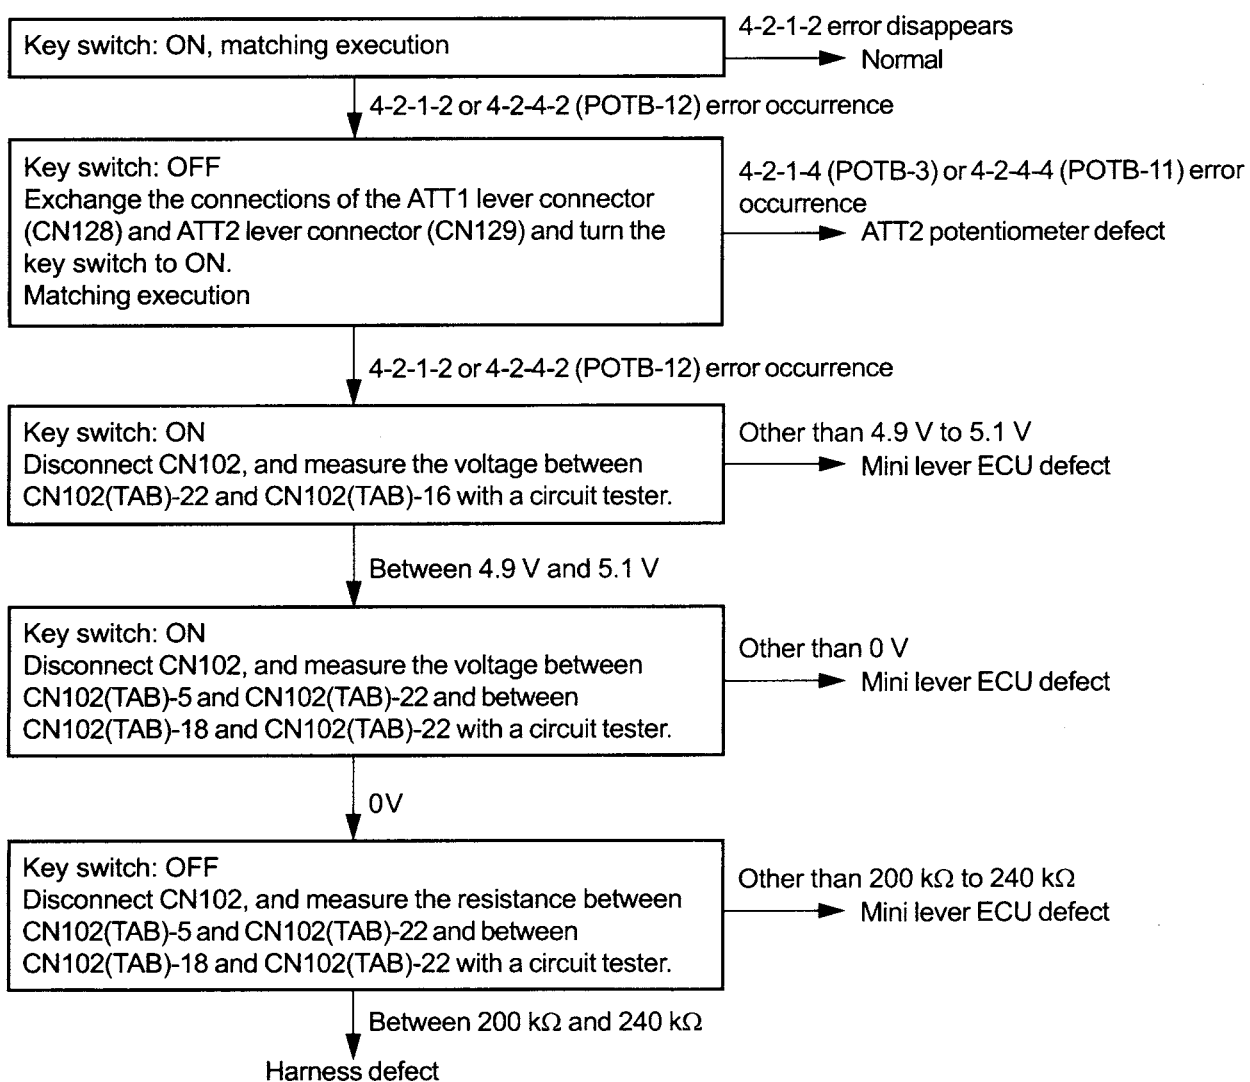 Key switch: ON, matching execution
4-2-1-2 error disappears
Normal
4-2-1-2 or 4-2-4-2 (POTB-12) error occurrence
Key switch: OFF
Exchange the connections of the ATT1 lever connector
(CN128) and ATT2 lever connector (CN129) and turn the
key switch to ON.
Matching execution
4-2-1-4 (POTB-3) or 4-2-4-4 (POTB-11) error
occurrence
ATT2 potentiometer defect
4-2-1-2 or 4-2-4-2 (POTB-12) error occurrence
Key switch: ON
Disconnect CN102, and measure the voltage between
CN102(TAB)-22 and CN102(TAB)-16 with a circuit tester.
Other than 4.9 V to 5.1 V
Mini lever ECU defect
Between 4.9 V and 5.1 V
Key switch: ON
Disconnect CN102, and measure the voltage between
CN102(TAB)-5 and CN102(TAB)-22 and between
CN102(TAB)-18 and CN102(TAB)-22 with a circuit tester.
Other than 0 V
Mini lever ECU defect
0V
Key switch: OFF
Disconnect CN102, and measure the resistance between
CN102(TAB)-5 and CN102(TAB)-22 and between
CN102(TAB)-18 and CN102(TAB)-22 with a circuit tester.
Other than 200 kΩ to 240 kΩ
Mini lever ECU defect
Between 200 kΩ and 240 kΩ
Harness defect